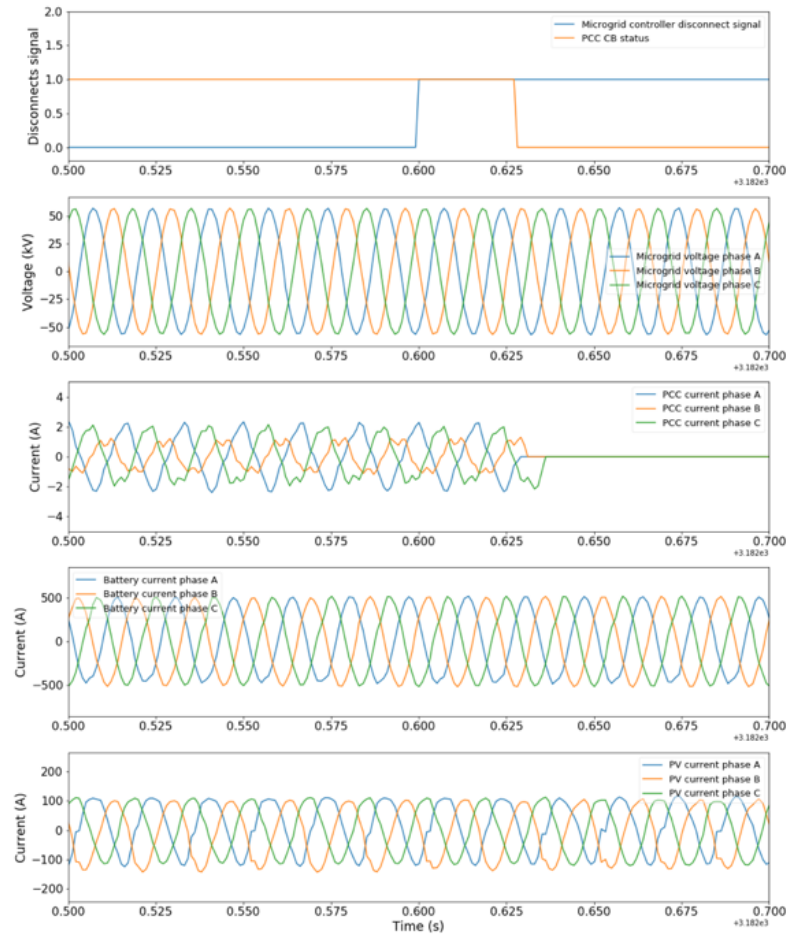 Disconnects signal
2.0
1.5
1.0
0.5
0.0
Microgrid controller disconnect signal
PCC CB status
0.500 0.525 0.550 0.575 0.600 0.625 0.650 0.675 0.700
+3.182e3
Voltage (kV)
50
25
0
−25
−50
Microgrid voltage phase A
Microgrid voltage phase B
Microgrid voltage phase C
0.500 0.525 0.550 0.575 0.600 0.625 0.650 0.675 0.700
+3.182e3
Current (A)
4
2
0
−2
−4
PCC current phase A
PCC current phase B
PCC current phase C
0.500 0.525 0.550 0.575 0.600 0.625 0.650 0.675 0.700
+3.182e3
Current (A)
500
0
−500
Battery current phase A
Battery current phase B
Battery current phase C
0.500 0.525 0.550 0.575 0.600 0.625 0.650 0.675 0.700
+3.182e3
Current (A)
200
100
0
−100
−200
PV current phase A
PV current phase B
PV current phase C
0.500 0.525 0.550 0.575 0.600 0.625 0.650 0.675 0.700
+3.182e3
Time (s)